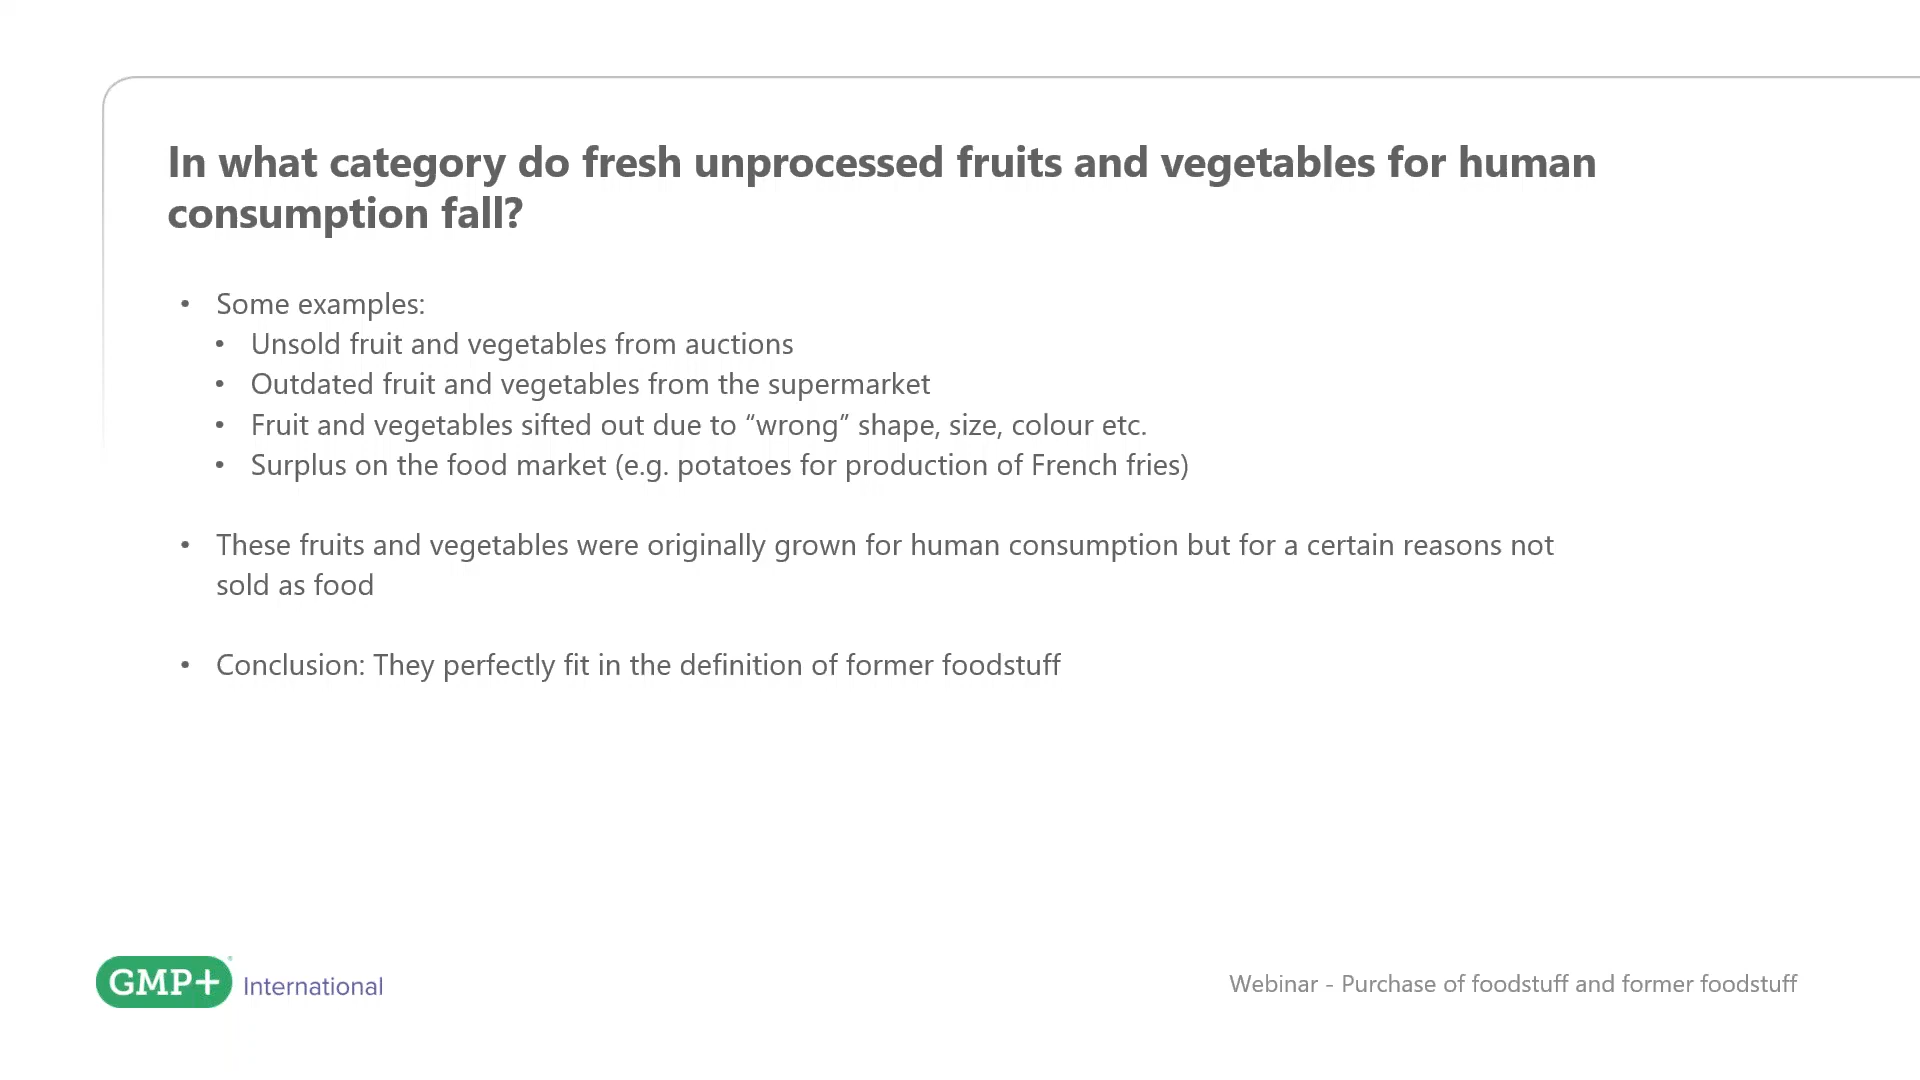 In what category do fresh unprocessed fruits and vegetables for human
consumption fall?
• Some examples:
• Unsold fruit and vegetables from auctions
• Outdated fruit and vegetables from the supermarket
• Fruit and vegetables sifted out due to “wrong” shape, size, colour etc.
• Surplus on the food market (e.g. potatoes for production of French fries)
• These fruits and vegetables were originally grown for human consumption but for a certain reasons not
sold as food
• Conclusion: They perfectly fit in the definition of former foodstuff
GMP+ International
Webinar - Purchase of foodstuff and former foodstuff